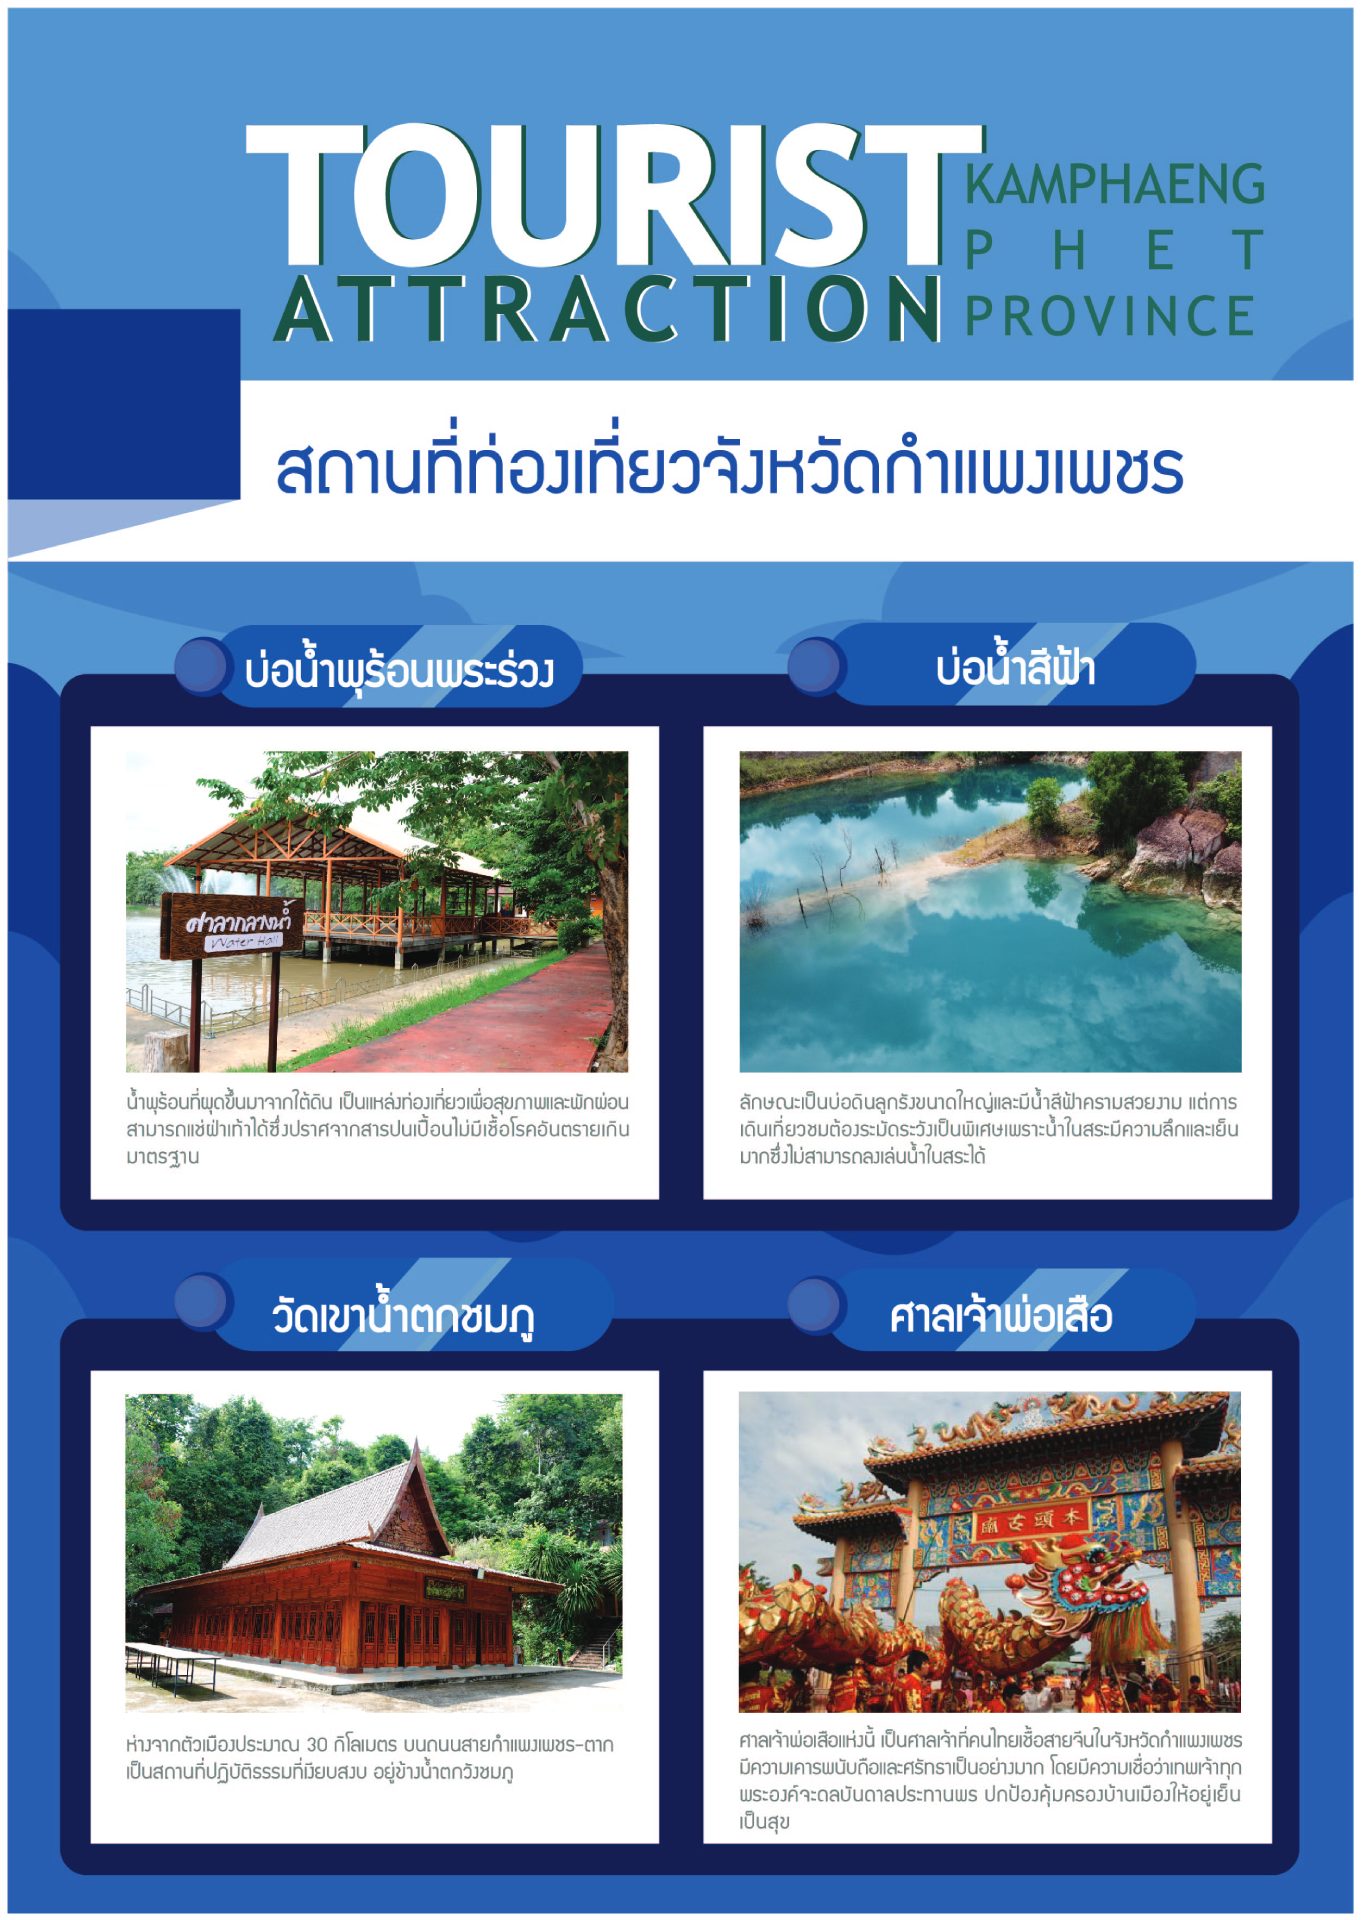 TOURIST
ATTRACTION
KAMPHAENG
PHET
PROVINCE
สถานที่ท่องเที่ยวจังหวัดกำแพงเพชร
บ่อน้ำพุร้อนพระร่วง
ศาลากลางน้ำ
Water Hall
น้ำพุร้อนที่ผุดขึ้นมาจากใต้ดิน เป็นแหล่งท่องเที่ยวเพื่อสุขภาพและพักผ่อน
สามารถแช่ฝ่าเท้าได้ซึ่งปราศจากสารปนเปื้อนไม่มีเชื้อโรคอันตรายเกิน
มาตรฐาน
บ่อน้ำสีฟ้า
ลักษณะเป็นบ่อดินลูกรังขนาดใหญ่และมีน้ำสีฟ้าครามสวยงาม แต่การ
เดินเที่ยวชมต้องระมัดระวังเป็นพิเศษเพราะน้ำในสระมีความลึกและเย็น
มากซึ่งไม่สามารถลงเล่นน้ำในสระได้
วัดเขาน้ำตกชมภู
ห่างจากตัวเมืองประมาณ 30 กิโลเมตร บนถนนสายกำแพงเพชร-ตาก
เป็นสถานที่ปฏิบัติธรรมที่เงียบสงบ อยู่ข้างน้ำตกวังชมภู
ศาลเจ้าพ่อเสือ
本頭古廟
ศาลเจ้าพ่อเสือแห่งนี้ เป็นศาลเจ้าที่คนไทยเชื้อสายจีนในจังหวัดกำแพงเพชร
มีความเคารพนับถือและศรัทธาเป็นอย่างมาก โดยมีความเชื่อว่าเทพเจ้าทุก
พระองค์จะดลบันดาลประทานพร ปกป้องคุ้มครองบ้านเมืองให้อยู่เย็น
เป็นสุข